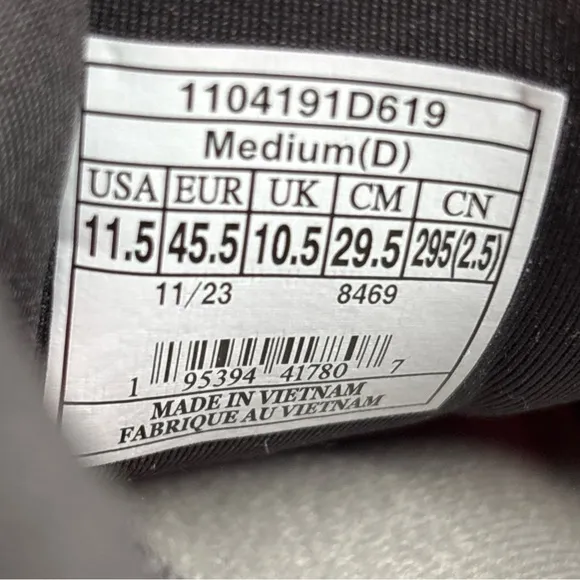 1104191D619
Medium(D)
USA EUR UK CM CN
11.5 45.5 10.5 29.5 295(2.5)
11/23 8469
1 95394 41780 7
MADE IN VIETNAM
FABRIQUE AU VIETNAM